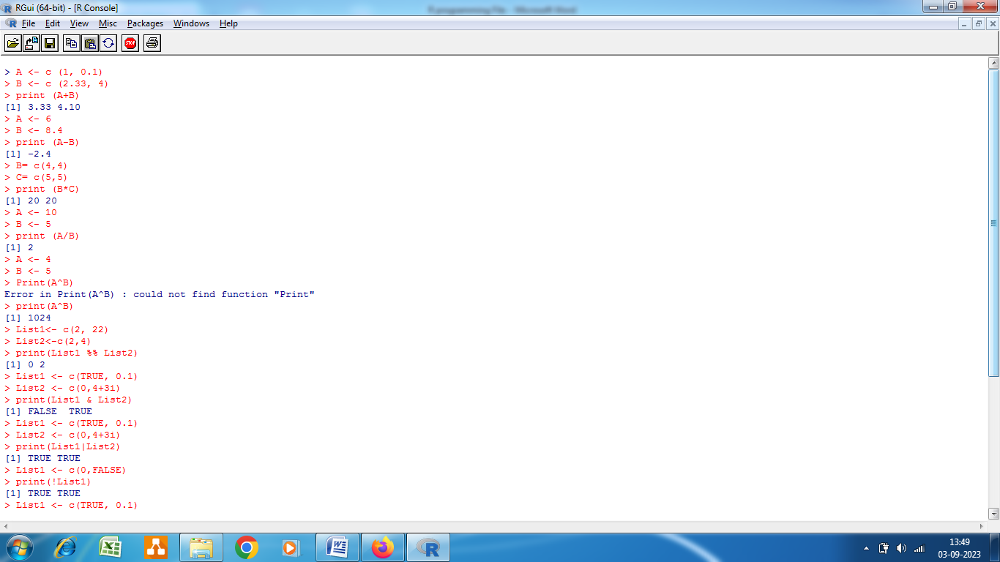 RGui (64-bit) - [R Console]
R programming File - Microsoft Word
File Edit View Misc Packages Windows Help
STOP
> A <- c (1, 0.1)
> B <- c (2.33, 4)
> print (A+B)
[1] 3.33 4.10
> A <- 6
> B <- 8.4
> print (A-B)
[1] -2.4
> B= c(4,4)
> C= c(5,5)
> print (B*C)
[1] 20 20
> A <- 10
> B <- 5
> print (A/B)
[1] 2
> A <- 4
> B <- 5
> Print(A^B)
Error in Print(A^B) : could not find function "Print"
> print(A^B)
[1] 1024
> List1<- c(2, 22)
> List2<-c(2,4)
> print(List1 %% List2)
[1] 0 2
> List1 <- c(TRUE, 0.1)
> List2 <- c(0,4+3i)
> print(List1 & List2)
[1] FALSE  TRUE
> List1 <- c(TRUE, 0.1)
> List2 <- c(0,4+3i)
> print(List1|List2)
[1] TRUE TRUE
> List1 <- c(0,FALSE)
> print(!List1)
[1] TRUE TRUE
> List1 <- c(TRUE, 0.1)
13:49
03-09-2023